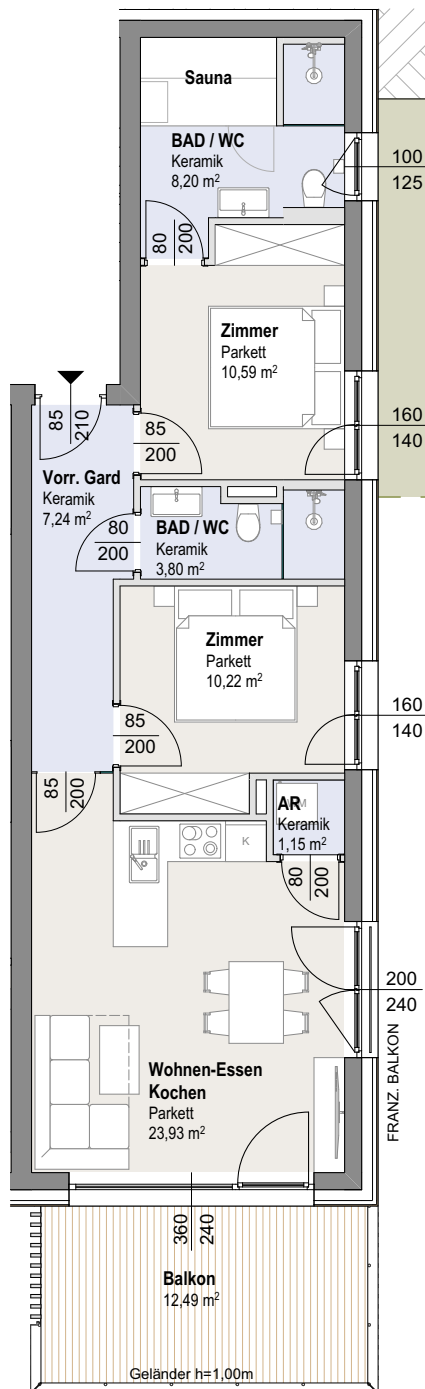 Sauna
BAD / WC
Keramik
8,20 m²
100
125
80
200
Zimmer
Parkett
10,59 m²
160
140
85
210
85
200
Vorr. Gard
Keramik
7,24 m²
80
200
BAD / WC
Keramik
3,80 m²
Zimmer
Parkett
10,22 m²
160
140
85
200
85
200
AR
Keramik
1,15 m²
K
80
200
200
240
FRANZ. BALKON
Wohnen-Essen
Kochen
Parkett
23,93 m²
360
240
Balkon
12,49 m²
Geländer h=1,00m